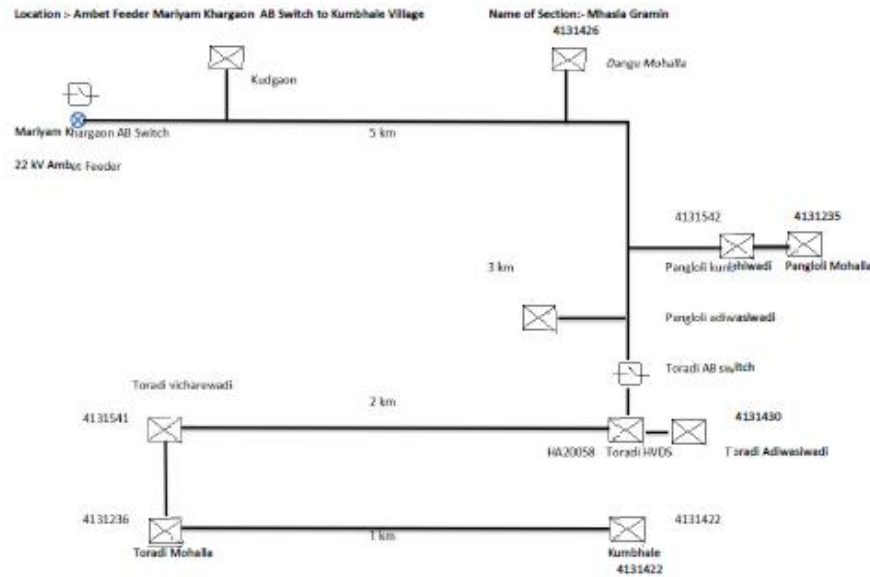 Location :- Ambet Feeder Mariyam Khargaon AB Switch to Kumbhale Village
Name of Section:- Mhasla Gramin
4131426
Dangu Mohalla
Kudgaon
Mariyam Khargaon AB Switch
5 km
22 kV Ambet Feeder
4131542
4131235
3 km
Pangloli kunbhiwadi
Pangloli Mohalla
Pangloli adiwasiwadi
Toradi AB switch
Toradi vicharewadi
2 km
4131541
4131430
HA20058
Toradi HVDS
Toradi Adiwasiwadi
4131236
4131422
Toradi Mohalla
1 km
Kumbhale
4131422